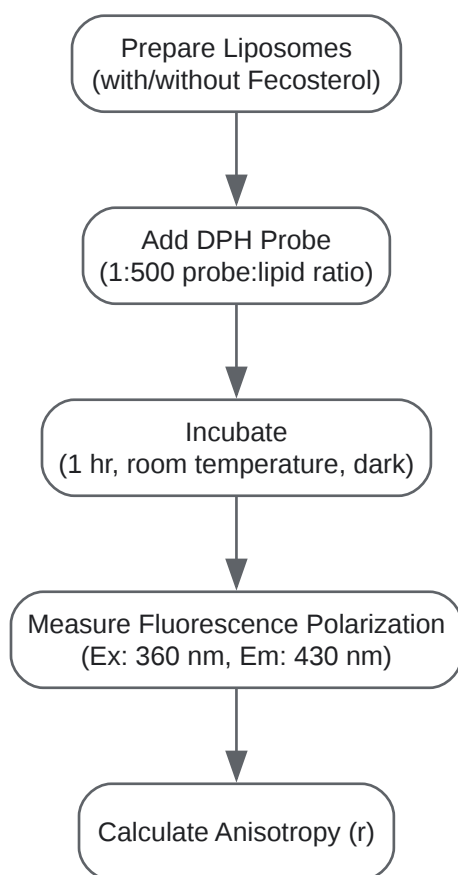 Prepare Liposomes
(with/without Fecosterol)
Add DPH Probe
(1:500 probe:lipid ratio)
Incubate
(1 hr, room temperature, dark)
Measure Fluorescence Polarization
(Ex: 360 nm, Em: 430 nm)
Calculate Anisotropy (r)